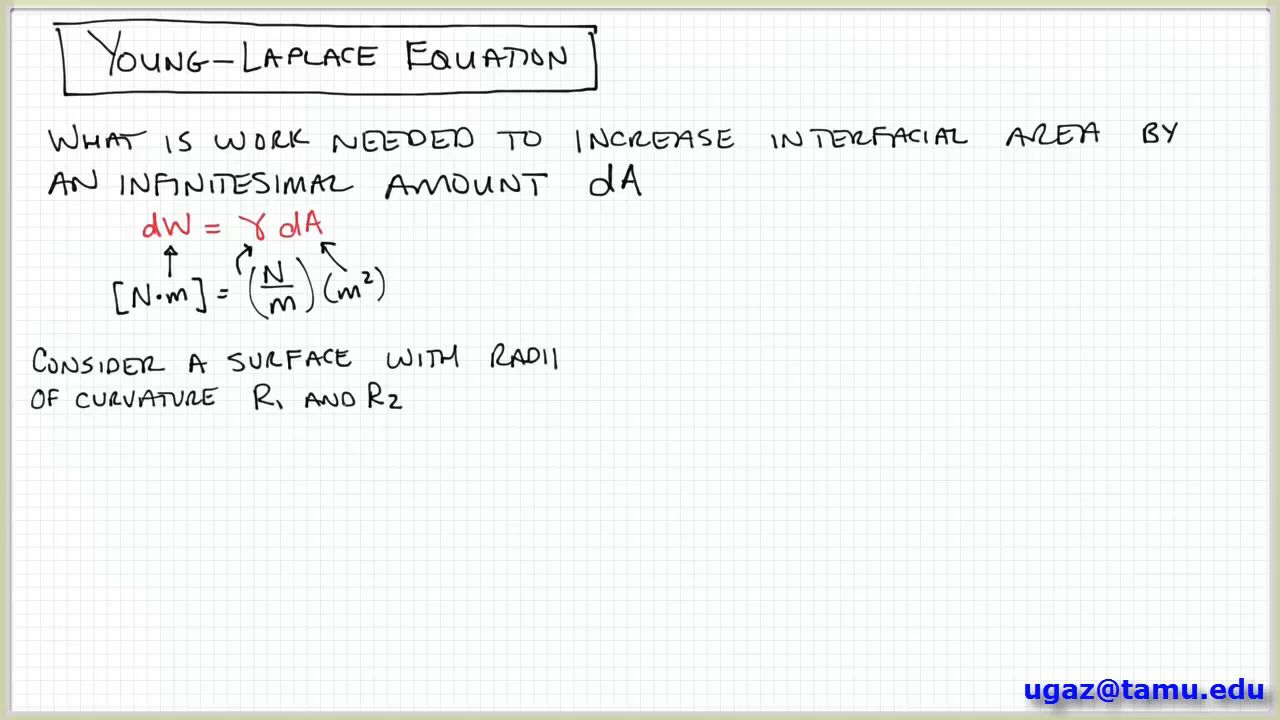 YOUNG-LAPLACE EQUATION
WHAT IS WORK NEEDED TO INCREASE INTERFACIAL AREA BY
AN INFINITESIMAL AMOUNT dA
dW = γ dA
[N·m] = (N/m)(m²)
CONSIDER A SURFACE WITH RADII
OF CURVATURE R₁ AND R₂
ugaz@tamu.edu